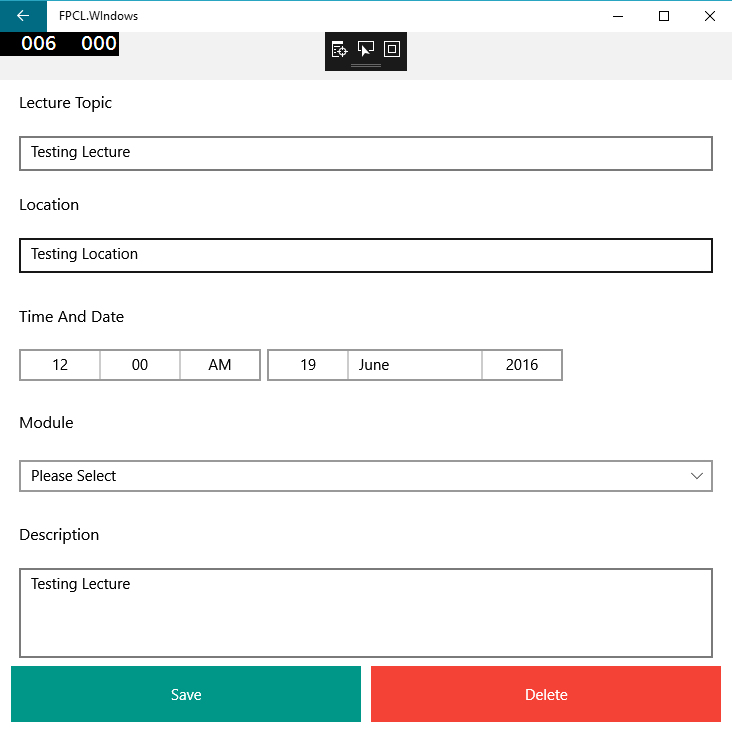 FPCL.WIndows
006 000
Lecture Topic
Testing Lecture
Location
Testing Location
Time And Date
12 00 AM 19 June 2016
Module
Please Select
Description
Testing Lecture
Save Delete